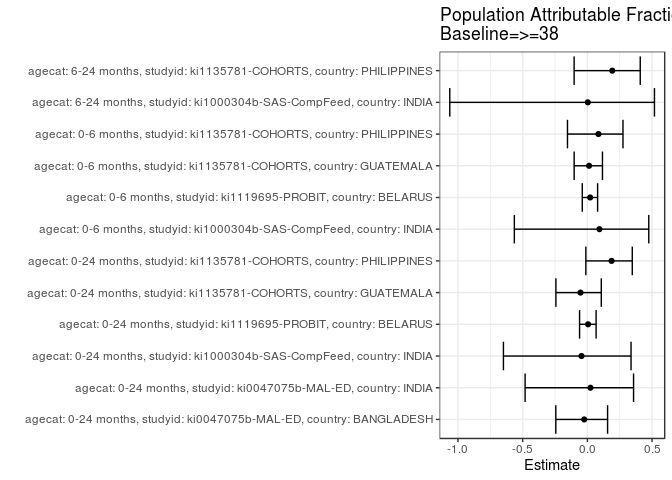 Population Attributable Fracti
Baseline=>=38
agecat: 6-24 months, studyid: ki1135781-COHORTS, country: PHILIPPINES
agecat: 6-24 months, studyid: ki1000304b-SAS-CompFeed, country: INDIA
agecat: 0-6 months, studyid: ki1135781-COHORTS, country: PHILIPPINES
agecat: 0-6 months, studyid: ki1135781-COHORTS, country: GUATEMALA
agecat: 0-6 months, studyid: ki1119695-PROBIT, country: BELARUS
agecat: 0-6 months, studyid: ki1000304b-SAS-CompFeed, country: INDIA
agecat: 0-24 months, studyid: ki1135781-COHORTS, country: PHILIPPINES
agecat: 0-24 months, studyid: ki1135781-COHORTS, country: GUATEMALA
agecat: 0-24 months, studyid: ki1119695-PROBIT, country: BELARUS
agecat: 0-24 months, studyid: ki1000304b-SAS-CompFeed, country: INDIA
agecat: 0-24 months, studyid: ki0047075b-MAL-ED, country: INDIA
agecat: 0-24 months, studyid: ki0047075b-MAL-ED, country: BANGLADESH
-1.0 -0.5 0.0 0.5
Estimate